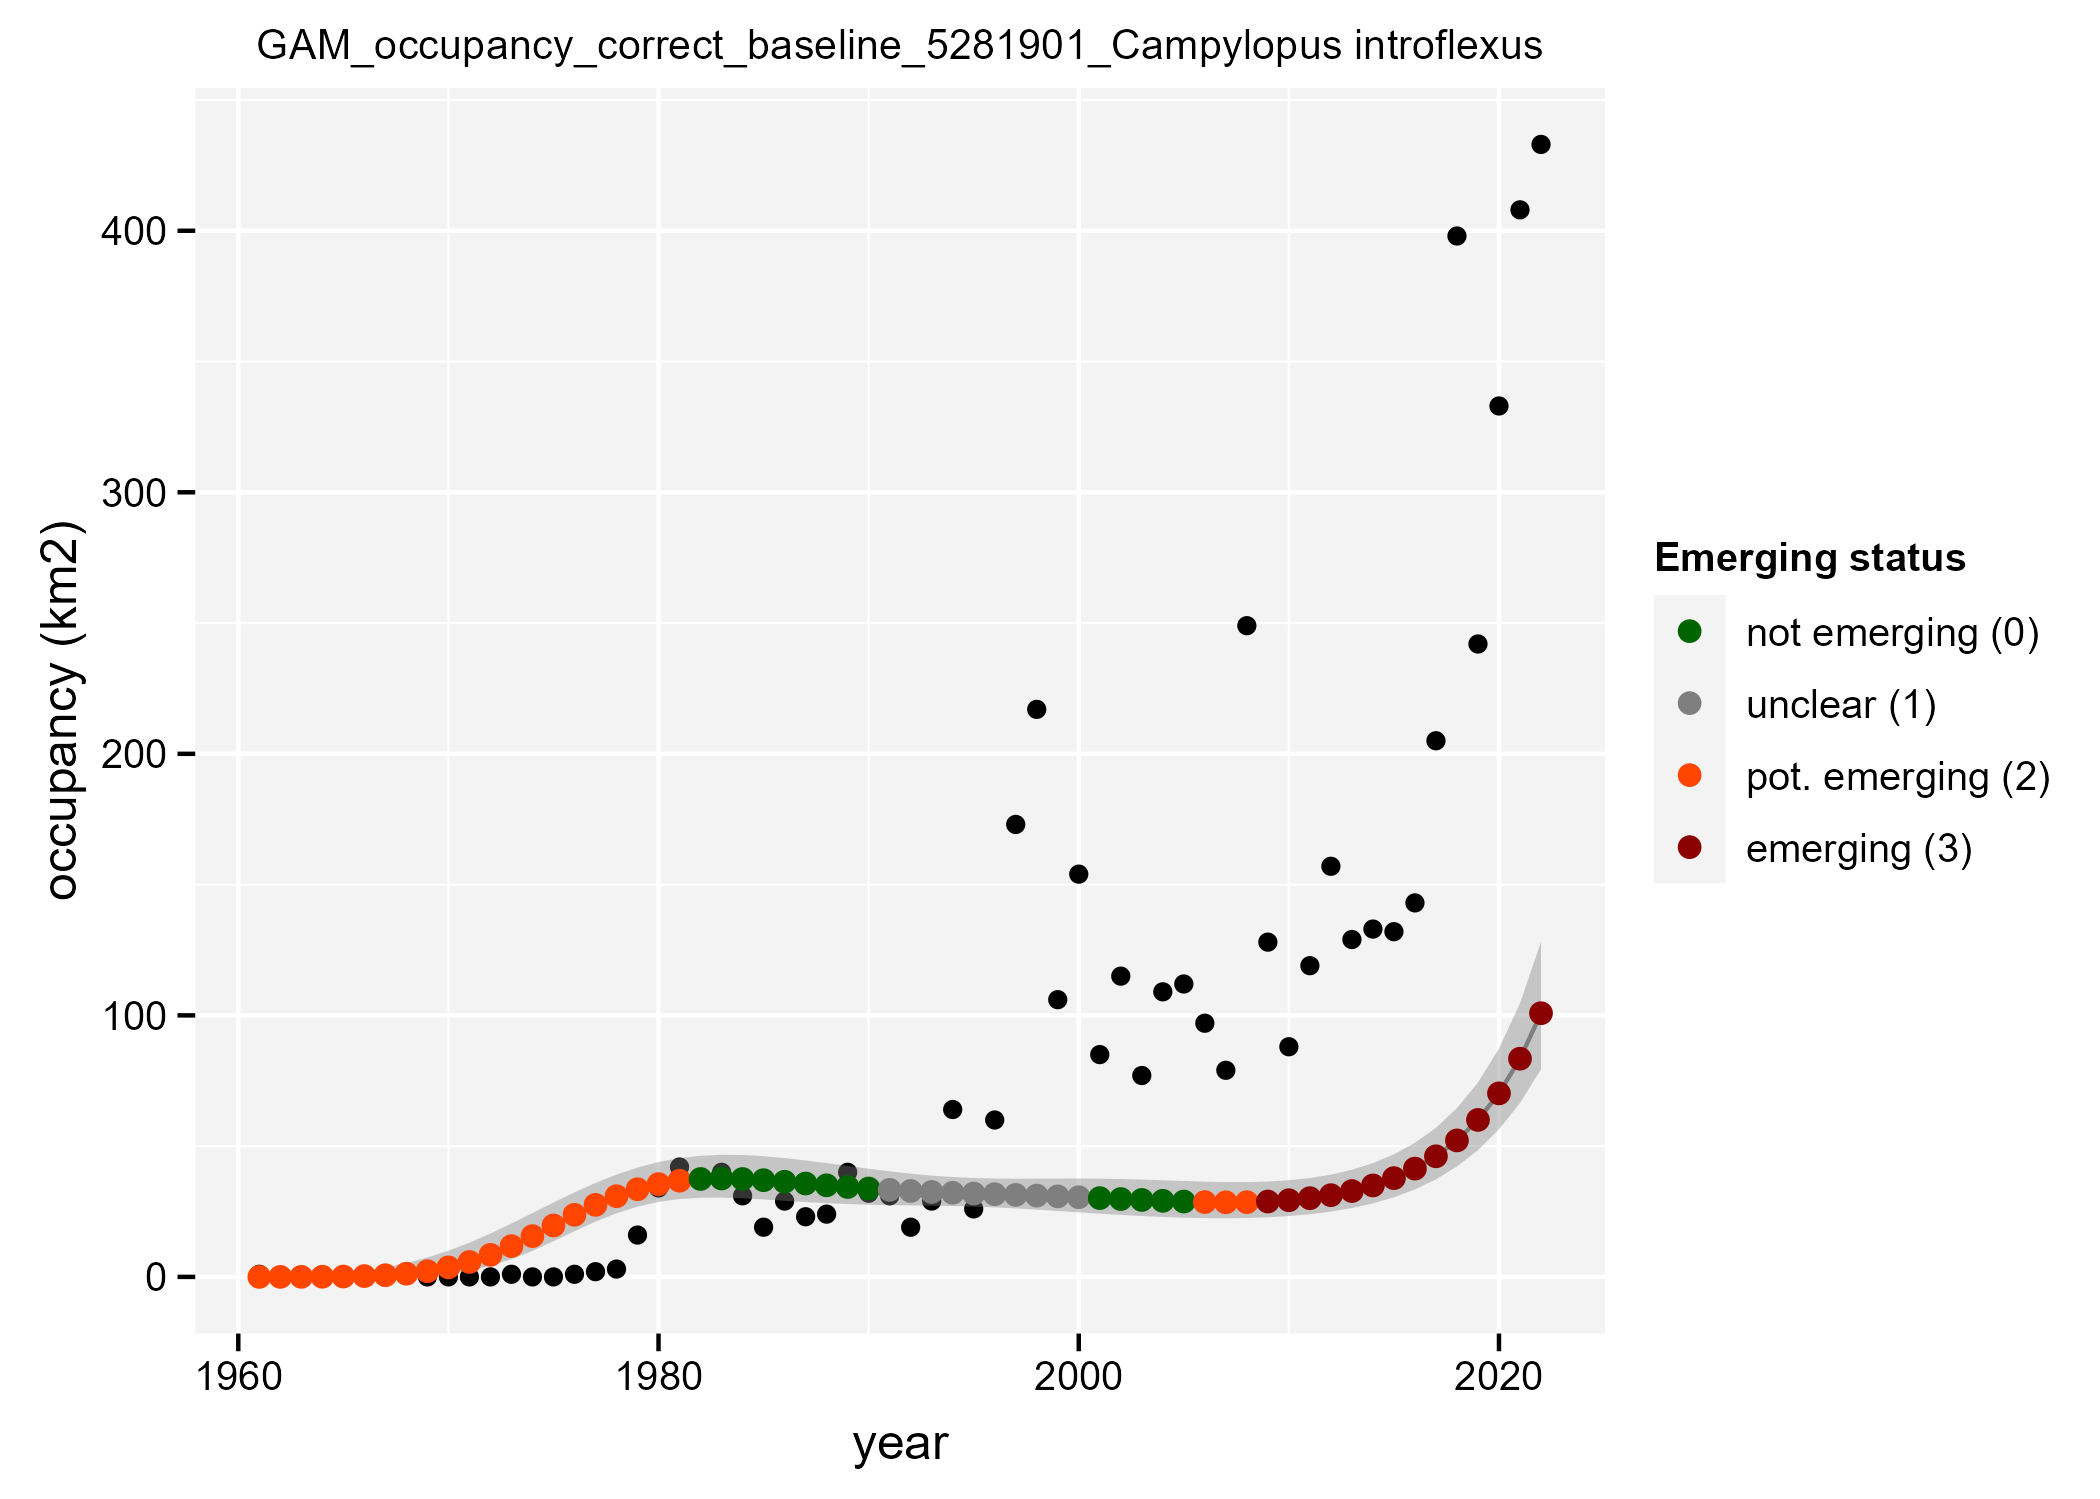 GAM_occupancy_correct_baseline_5281901_Campylopus introflexus
occupancy (km2)
400
300
200
100
0
1960
1980
2000
2020
year
Emerging status
not emerging (0)
unclear (1)
pot. emerging (2)
emerging (3)